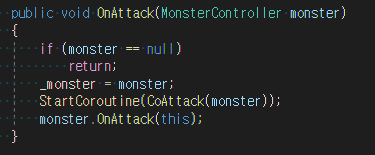 public void OnAttack(MonsterController monster)
{
if (monster == null)
return;
_monster = monster;
StartCoroutine(CoAttack(monster));
monster.OnAttack(this);
}